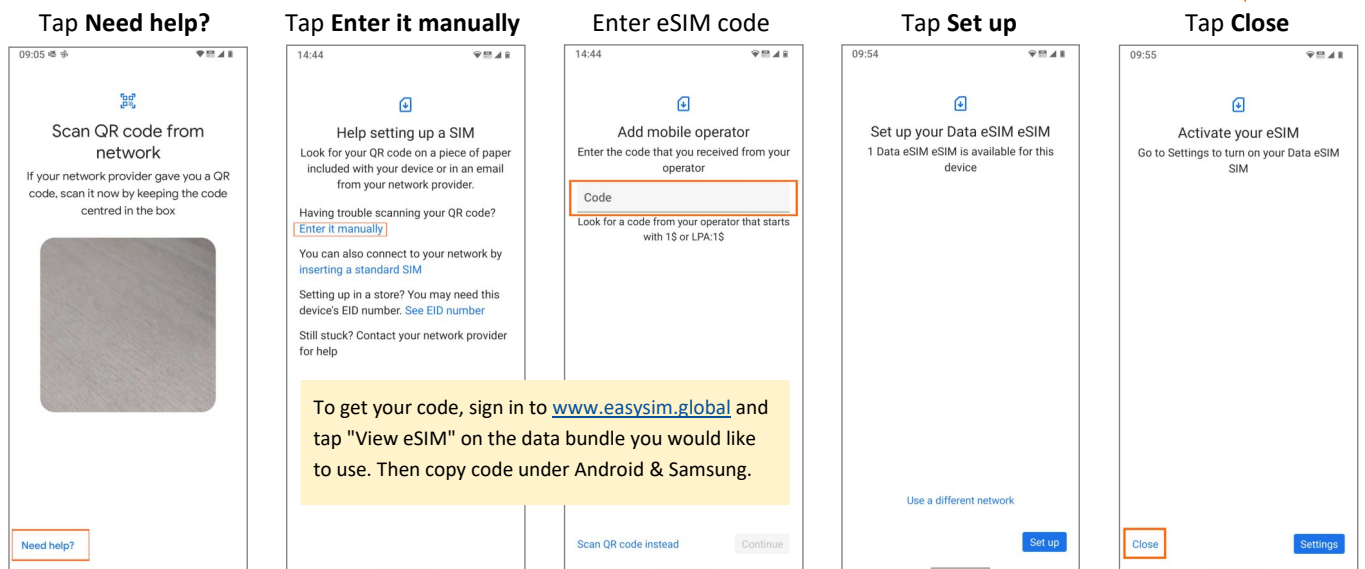 Tap Need help?
09:05
Scan QR code from
network
If your network provider gave you a QR
code, scan it now by keeping the code
centred in the box
Need help?
Tap Enter it manually
14:44
Help setting up a SIM
Look for your QR code on a piece of paper
included with your device or in an email
from your network provider.
Having trouble scanning your QR code?
Enter it manually
You can also connect to your network by
inserting a standard SIM
Setting up in a store? You may need this
device's EID number. See EID number
Still stuck? Contact your network provider
for help
To get your code, sign in to www.easysim.global and
tap "View eSIM" on the data bundle you would like
to use. Then copy code under Android & Samsung.
Enter eSIM code
14:44
Add mobile operator
Enter the code that you received from your
operator
Code
Look for a code from your operator that starts
with 1$ or LPA:1$
Scan QR code instead
Continue
Tap Set up
09:54
Set up your Data eSIM eSIM
1 Data eSIM eSIM is available for this
device
Use a different network
Set up
Tap Close
09:55
Activate your eSIM
Go to Settings to turn on your Data eSIM
SIM
Close
Settings